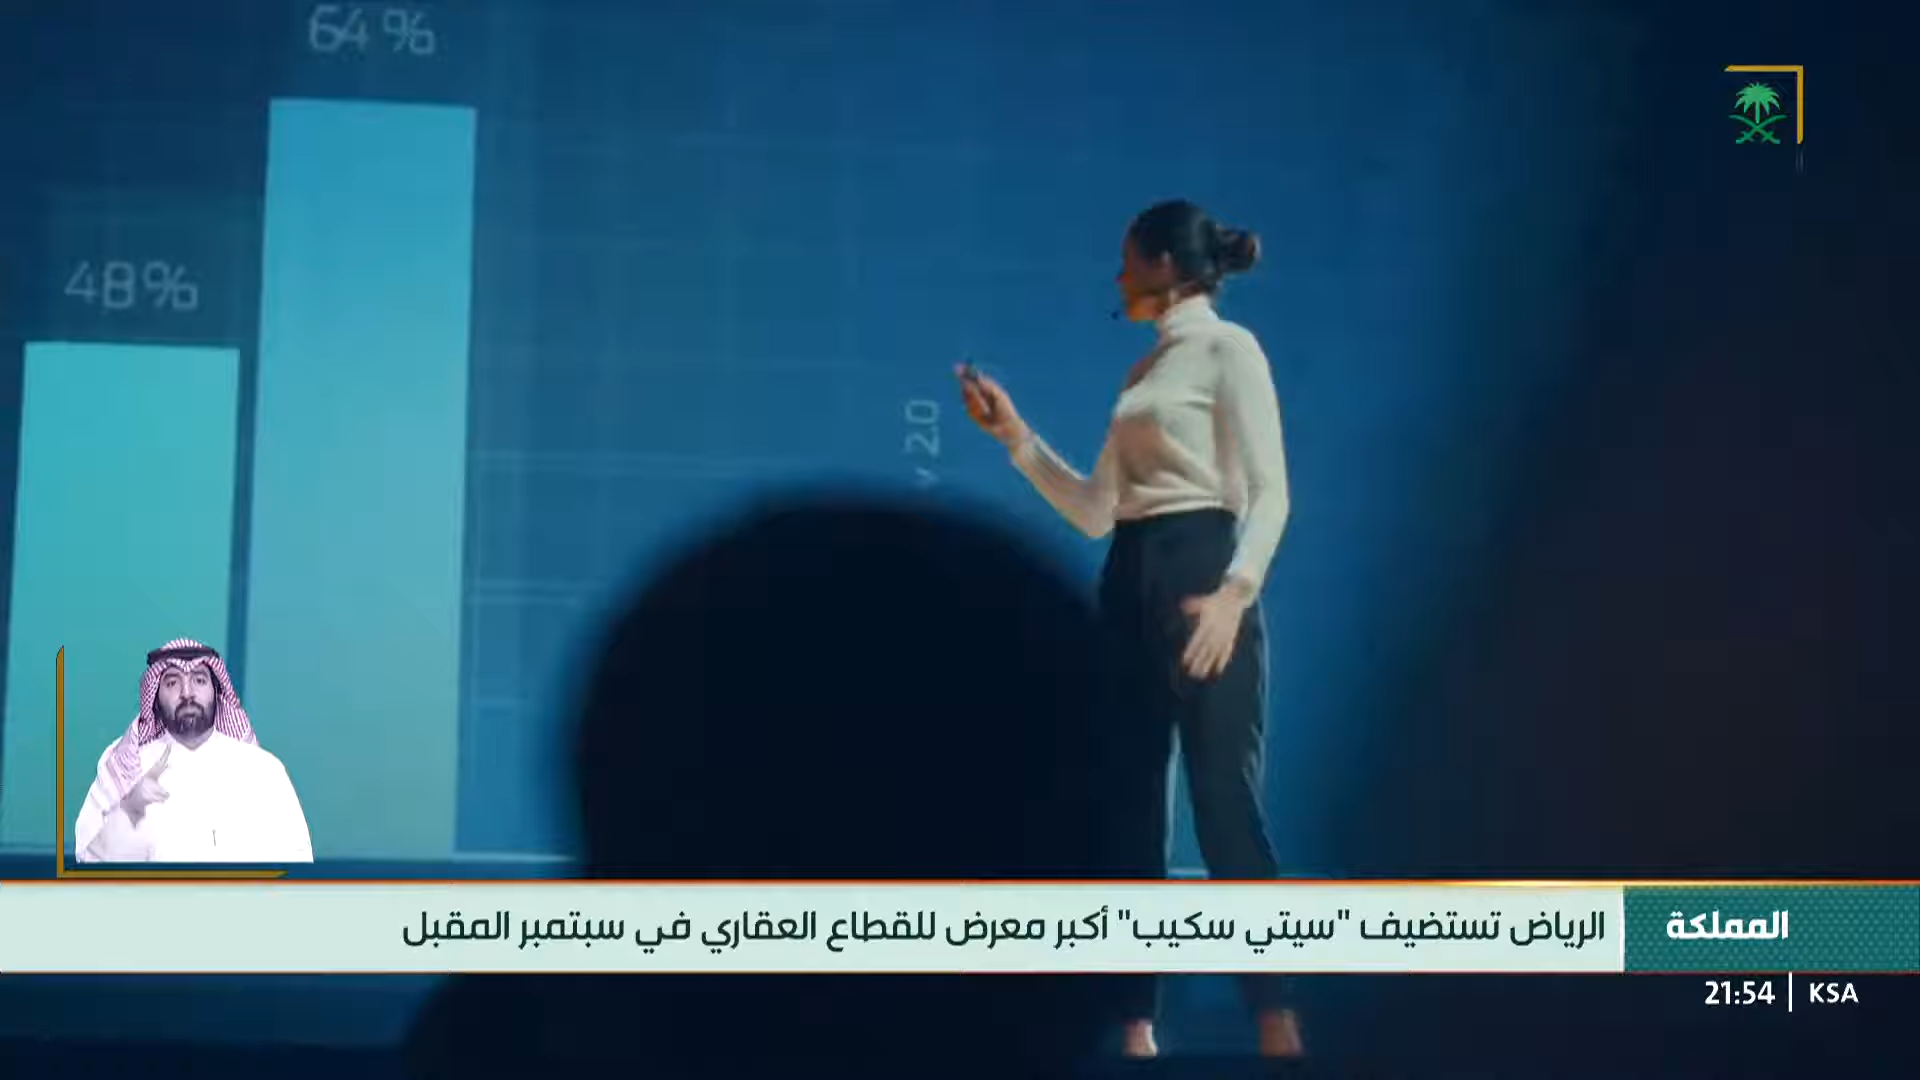 64%
48%
v 2.0
المملكة
الرياض تستضيف "سيتي سكيب" أكبر معرض للقطاع العقاري في سبتمبر المقبل
21:54 | KSA